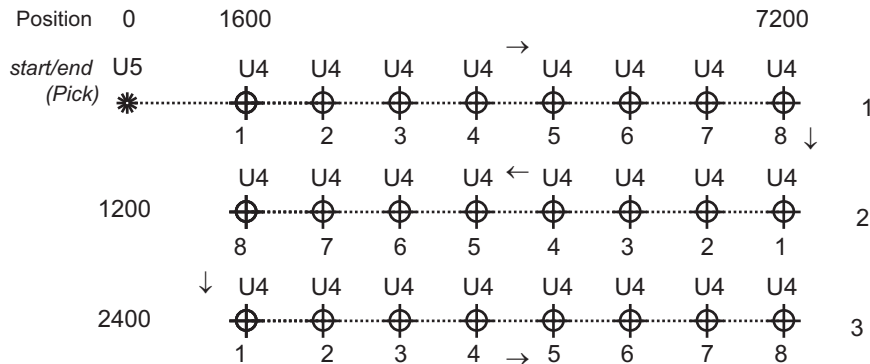 Position 0 1600 7200
→
start/end U5 U4 U4 U4 U4 U4 U4 U4 U4
(Pick)
1
1 2 3 4 5 6 7 8 ↓
U4 U4 U4 U4 ← U4 U4 U4 U4
1200 2
8 7 6 5 4 3 2 1
↓ U4 U4 U4 U4 U4 U4 U4 U4
2400 3
1 2 3 4 → 5 6 7 8